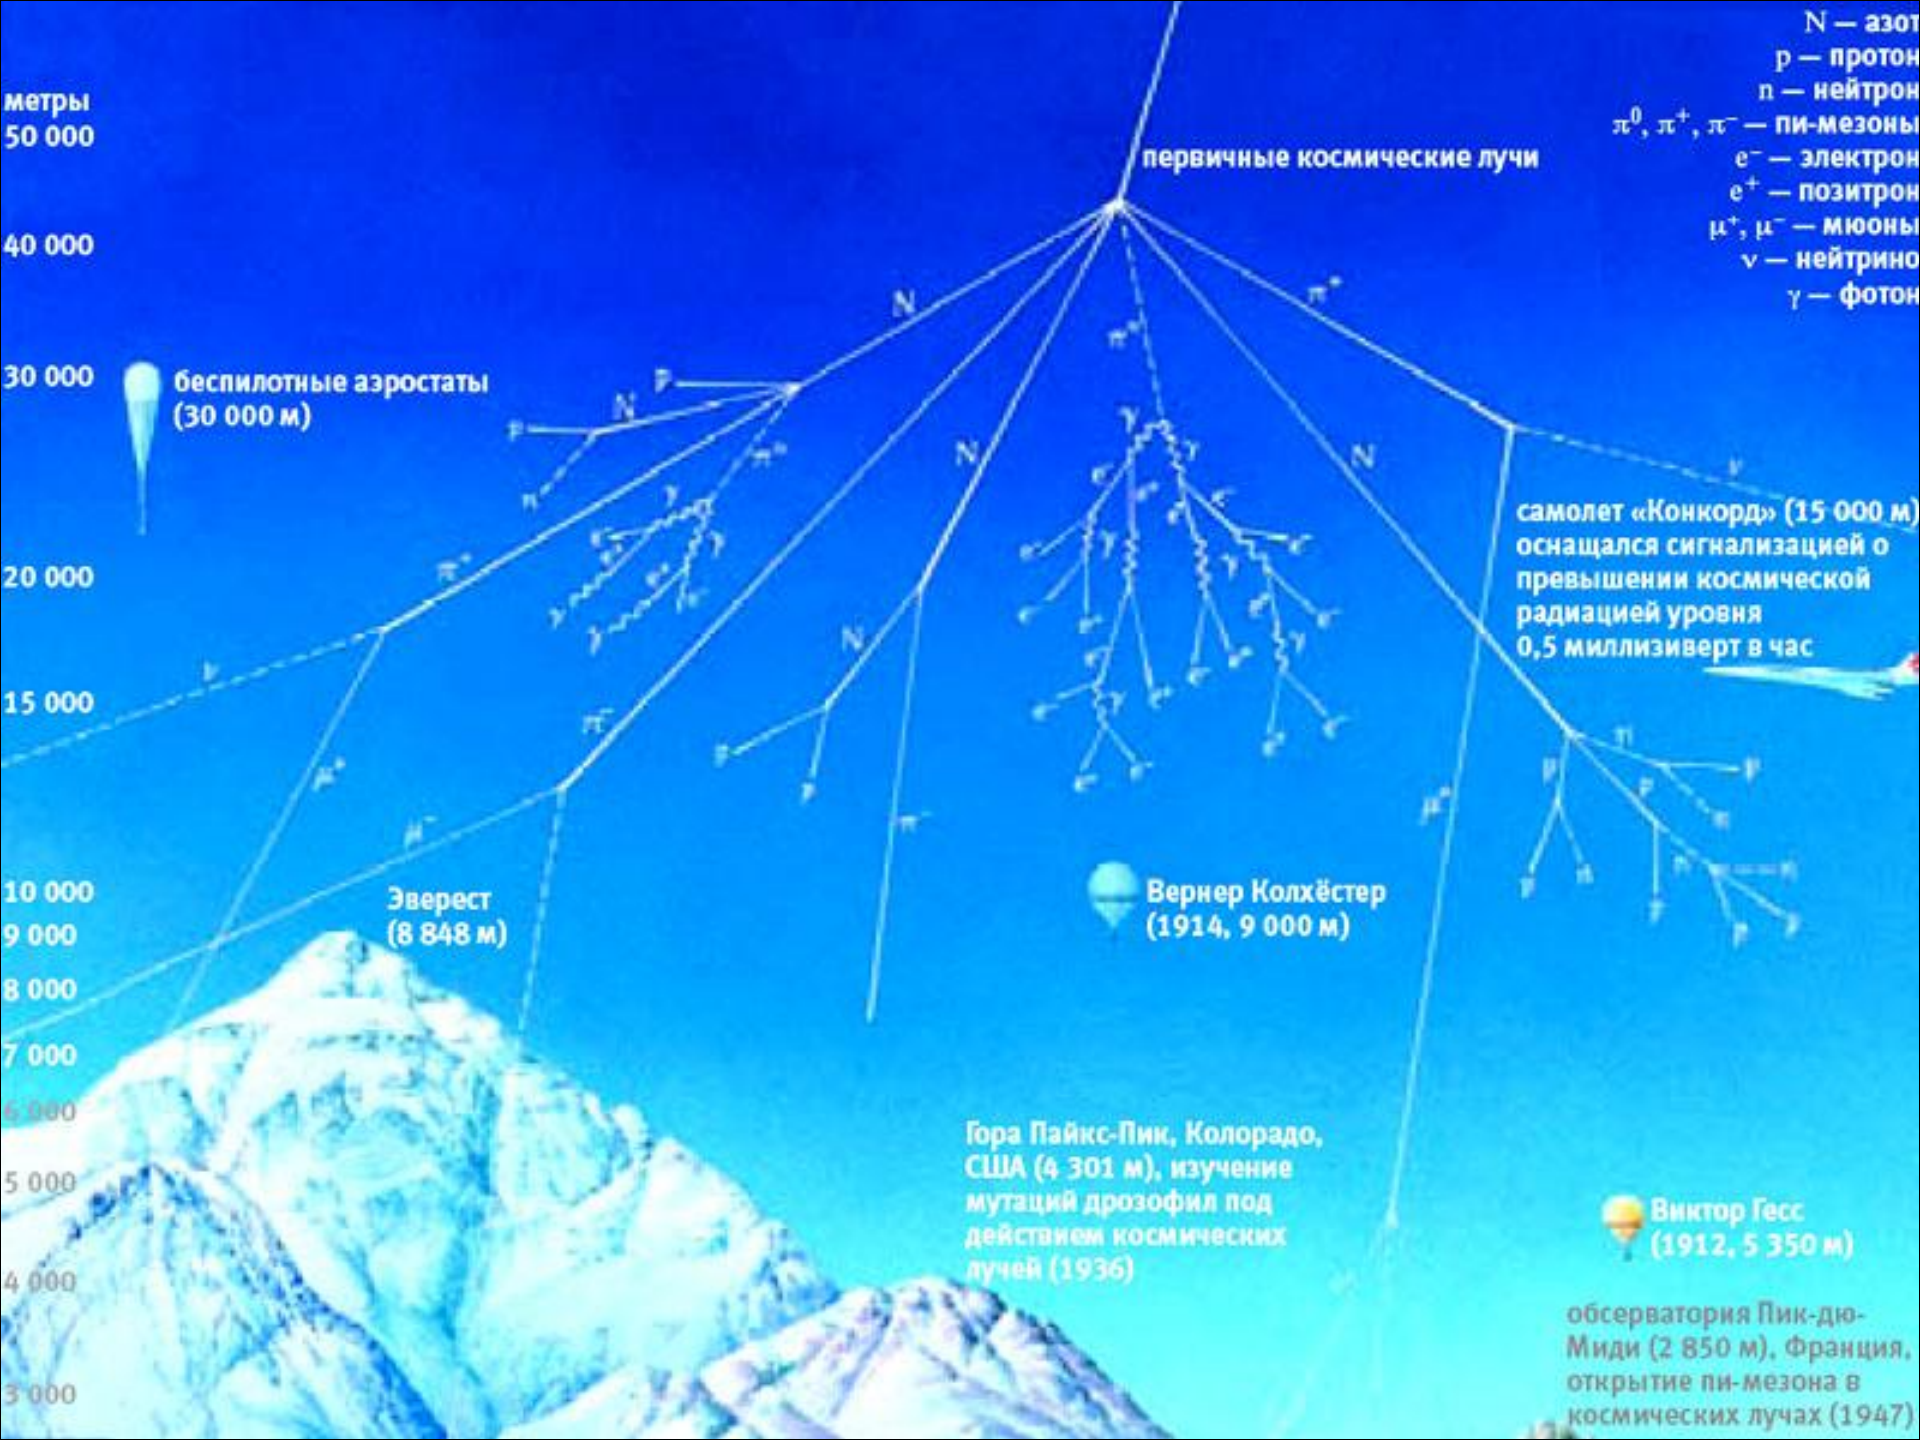 N — азот
p — протон
n — нейтрон
π⁰, π⁺, π⁻ — пи-мезоны
e⁻ — электрон
e⁺ — позитрон
μ⁺, μ⁻ — мюоны
ν — нейтрино
γ — фотон
метры
50 000
40 000
30 000
20 000
15 000
10 000
9 000
8 000
7 000
6 000
5 000
4 000
3 000
первичные космические лучи
беспилотные аэростаты
(30 000 м)
самолет «Конкорд» (15 000 м)
оснащался сигнализацией о
превышении космической
радиацией уровня
0,5 миллизиверт в час
Эверест
(8 848 м)
Вернер Колхёстер
(1914, 9 000 м)
Гора Пайкс-Пик, Колорадо,
США (4 301 м), изучение
мутаций дрозофил под
действием космических
лучей (1936)
Виктор Гесс
(1912, 5 350 м)
обсерватория Пик-дю-
Миди (2 850 м), Франция,
открытие пи-мезона в
космических лучах (1947)
N
π⁺
N
N
N
N
ν
ν
π⁻
μ⁻
π⁻